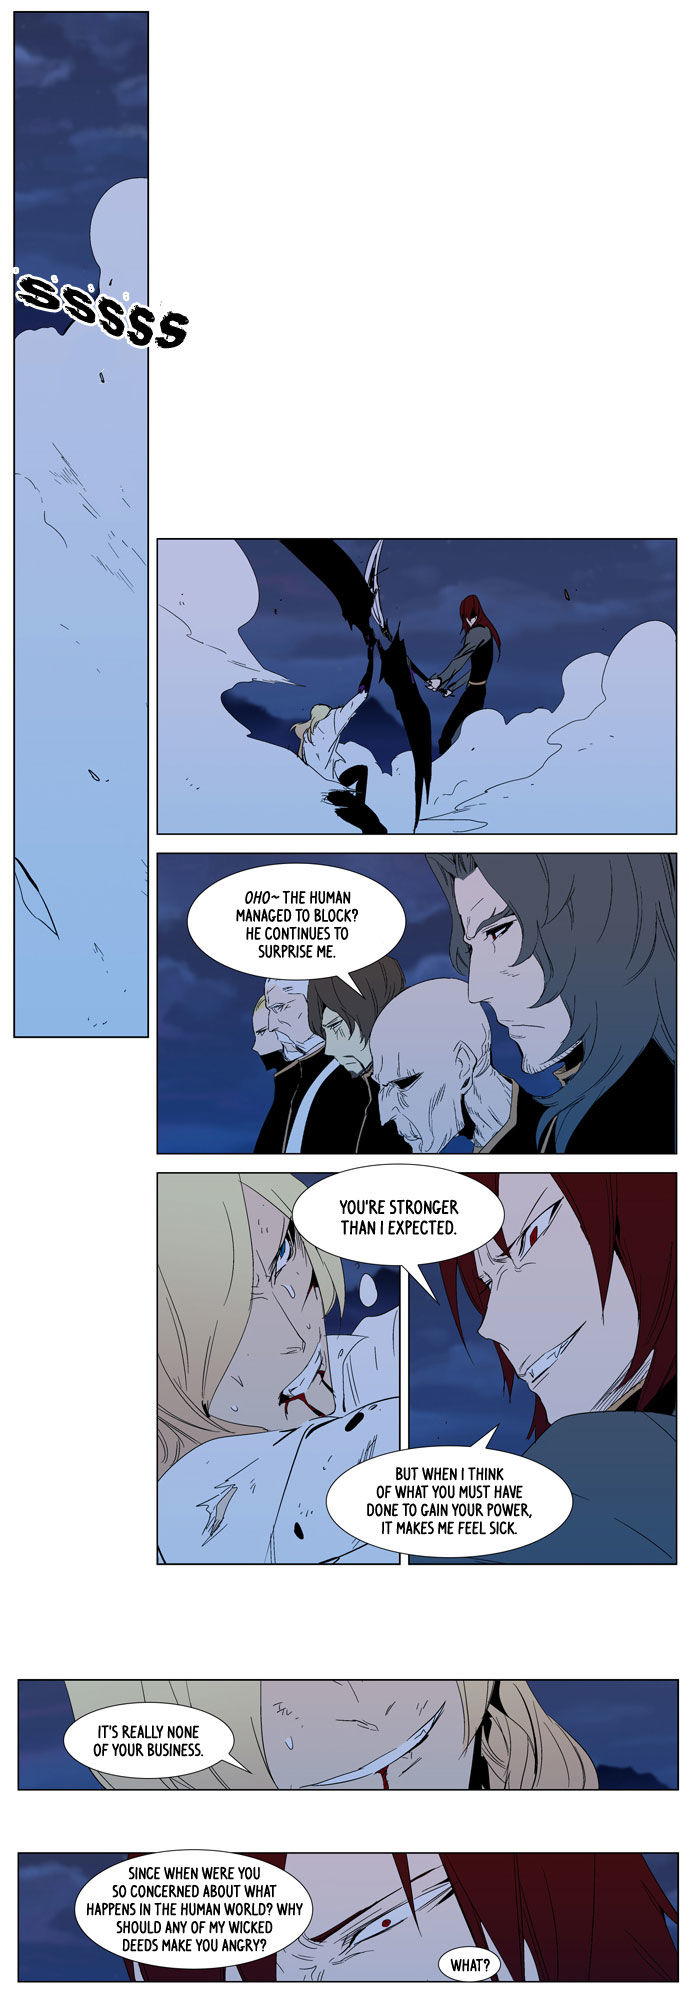 SSSSS
OHO~ THE HUMAN
MANAGED TO BLOCK?
HE CONTINUES TO
SURPRISE ME.
YOU'RE STRONGER
THAN I EXPECTED.
BUT WHEN I THINK
OF WHAT YOU MUST HAVE
DONE TO GAIN YOUR POWER,
IT MAKES ME FEEL SICK.
IT'S REALLY NONE
OF YOUR BUSINESS.
SINCE WHEN WERE YOU
SO CONCERNED ABOUT WHAT
HAPPENS IN THE HUMAN WORLD? WHY
SHOULD ANY OF MY WICKED
DEEDS MAKE YOU ANGRY?
WHAT?